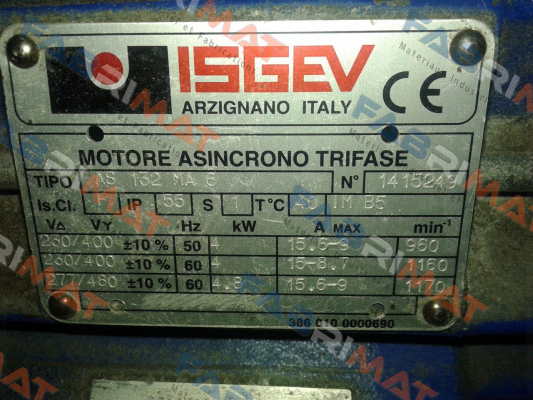 ISGEV
ARZIGNANO ITALY
CE
MOTORE ASINCRONO TRIFASE
TIPO AS 132 MA 6 N° 1415249
Is.Cl. IP 55 S 1 T°C 40 IM B5
V∆ VY Hz kW A MAX min-¹
230/400 ±10 % 50 4 15.5-9 960
230/400 ±10 % 60 4 15-8.7 1160
277/480 ±10 % 60 4.8 15.6-9 1170
386 010 0000690
FABRIMAT